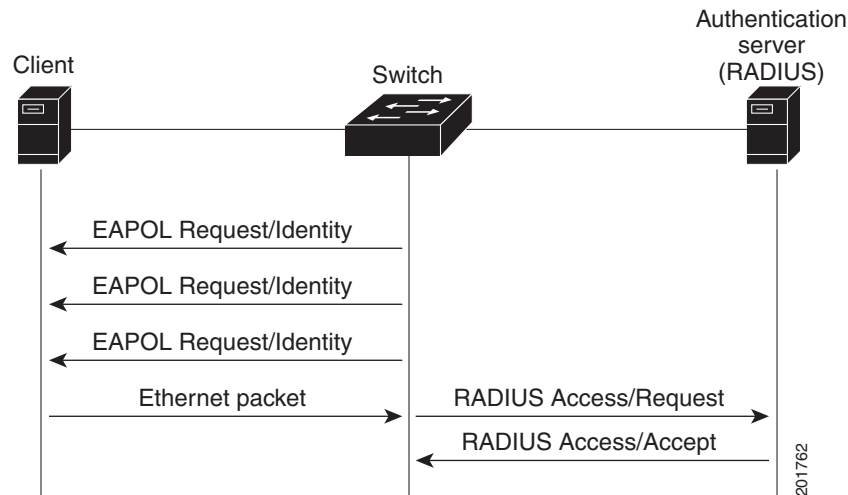 Client
Switch
Authentication
server
(RADIUS)
EAPOL Request/Identity
EAPOL Request/Identity
EAPOL Request/Identity
Ethernet packet
RADIUS Access/Request
RADIUS Access/Accept
201762